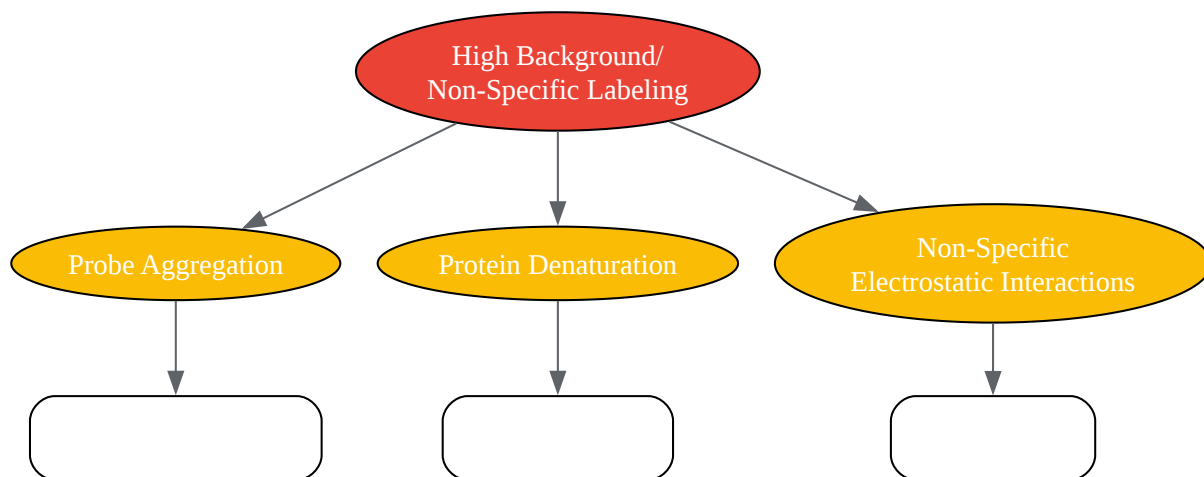 High Background/
Non-Specific Labeling
Probe Aggregation
Protein Denaturation
Non-Specific
Electrostatic Interactions